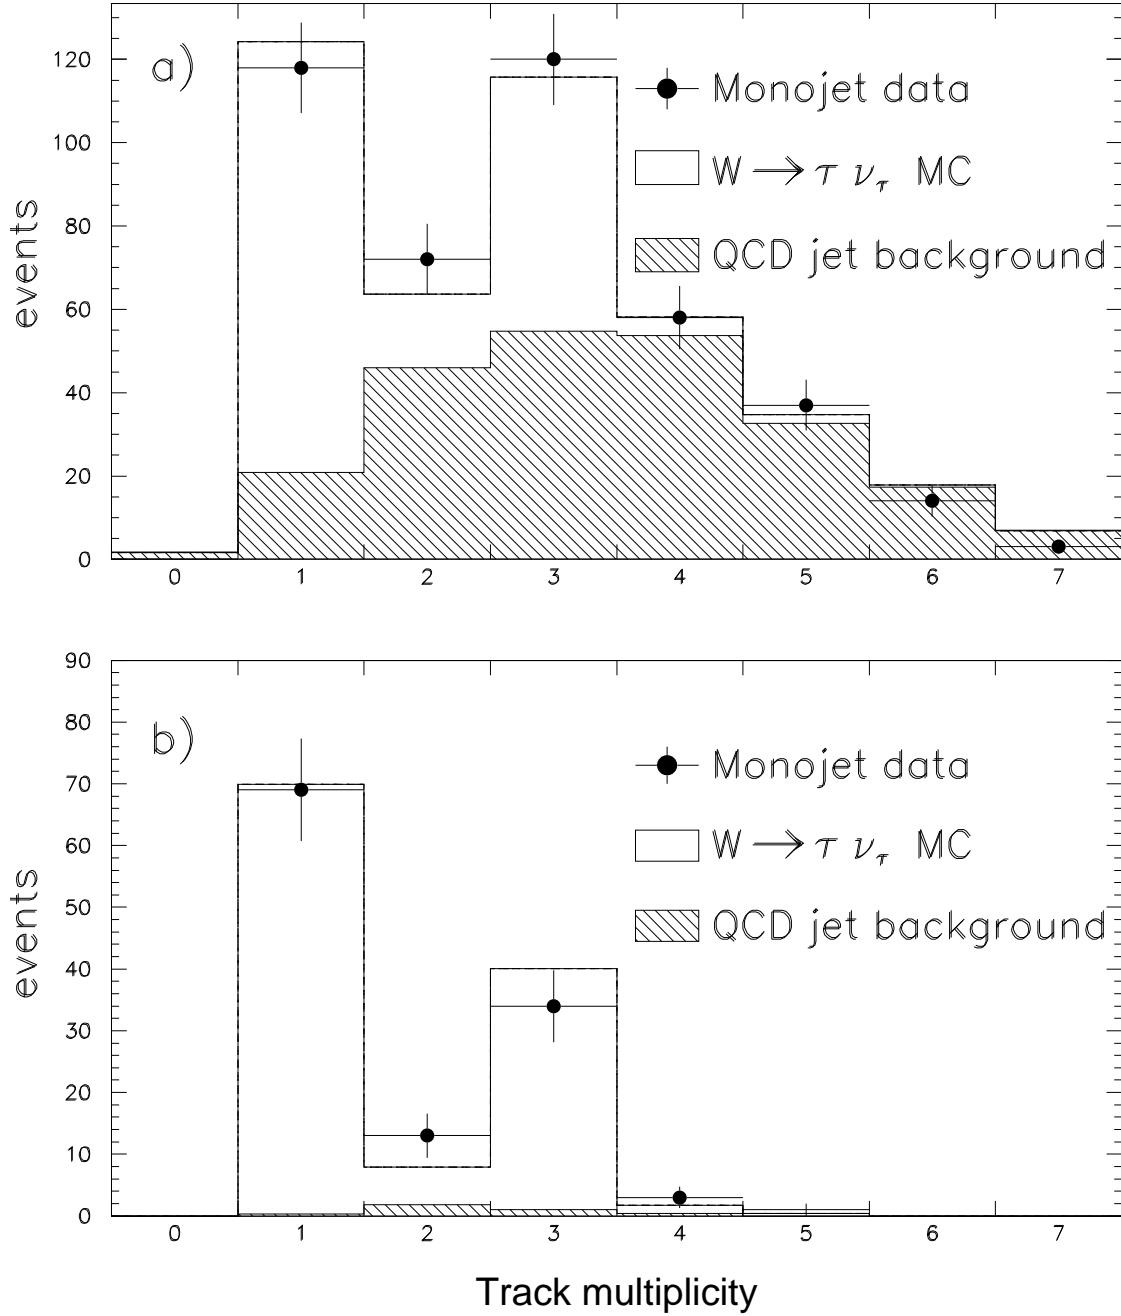 a)
Monojet data
W → τ ν_τ MC
QCD jet background
events
120
100
80
60
40
20
0
0 1 2 3 4 5 6 7
b)
Monojet data
W → τ ν_τ MC
QCD jet background
events
90
80
70
60
50
40
30
20
10
0
0 1 2 3 4 5 6 7
Track multiplicity